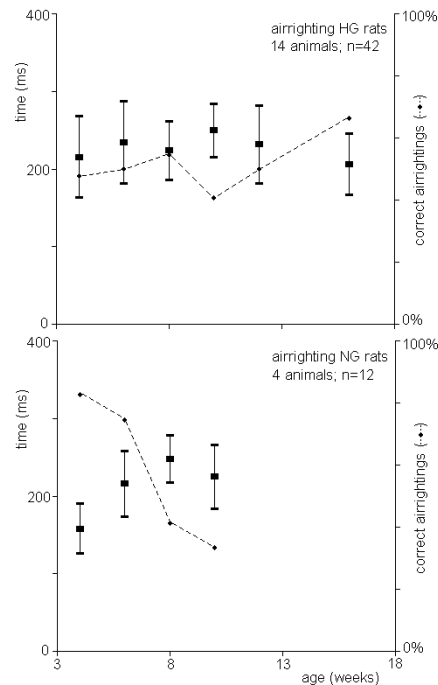 400
100%
airrighting HG rats
14 animals; n=42
time (ms)
200
correct airrightings (--♦--)
0
0%
400
100%
airrighting NG rats
4 animals; n=12
time (ms)
200
correct airrightings (--♦--)
0
0%
3
8
13
18
age (weeks)